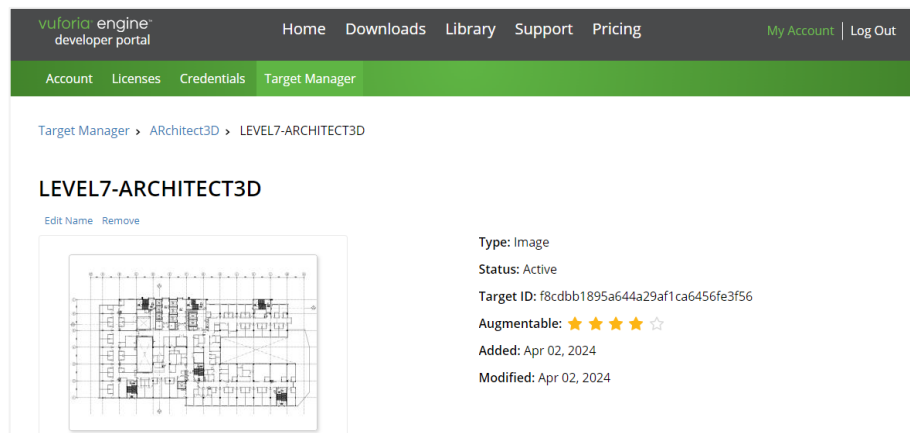 vuforia engine™
developer portal
Home Downloads Library Support Pricing
My Account | Log Out
Account Licenses Credentials Target Manager
Target Manager › ARchitect3D › LEVEL7-ARCHITECT3D
LEVEL7-ARCHITECT3D
Edit Name Remove
Type: Image
Status: Active
Target ID: f8cdbb1895a644a29af1ca6456fe3f56
Augmentable:
Added: Apr 02, 2024
Modified: Apr 02, 2024